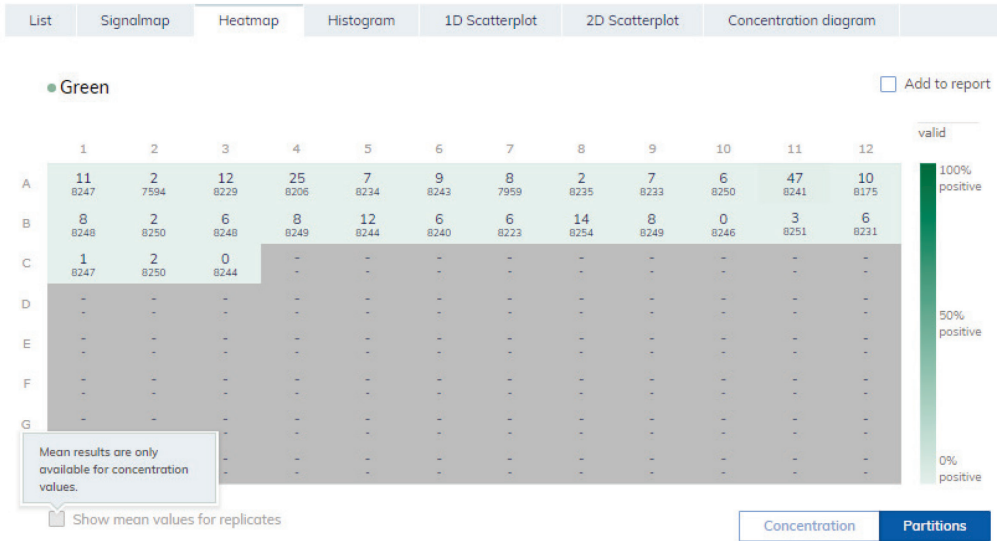 List Signalmap Heatmap Histogram 1D Scatterplot 2D Scatterplot Concentration diagram
Green
Add to report
valid
1 2 3 4 5 6 7 8 9 10 11 12
A 11 2 12 25 7 9 8 2 7 6 47 10
8247 7594 8229 8206 8234 8243 7959 8235 8233 8250 8241 8175
B 8 2 6 8 12 6 6 14 8 0 3 6
8248 8250 8248 8249 8244 8240 8223 8254 8249 8246 8251 8231
C 1 2 0 - - - - - - - - -
8247 8250 8244 - - - - - - - - -
D - - - - - - - - - - - -
- - - - - - - - - - - -
E - - - - - - - - - - - -
- - - - - - - - - - - -
F - - - - - - - - - - - -
- - - - - - - - - - - -
G - - - - - - - - - - - -
- - - - - - - - - -
- - - - - - - - - -
- - - - - - - - - -
100%
positive
50%
positive
0%
positive
Mean results are only
available for concentration
values.
Show mean values for replicates
Concentration Partitions